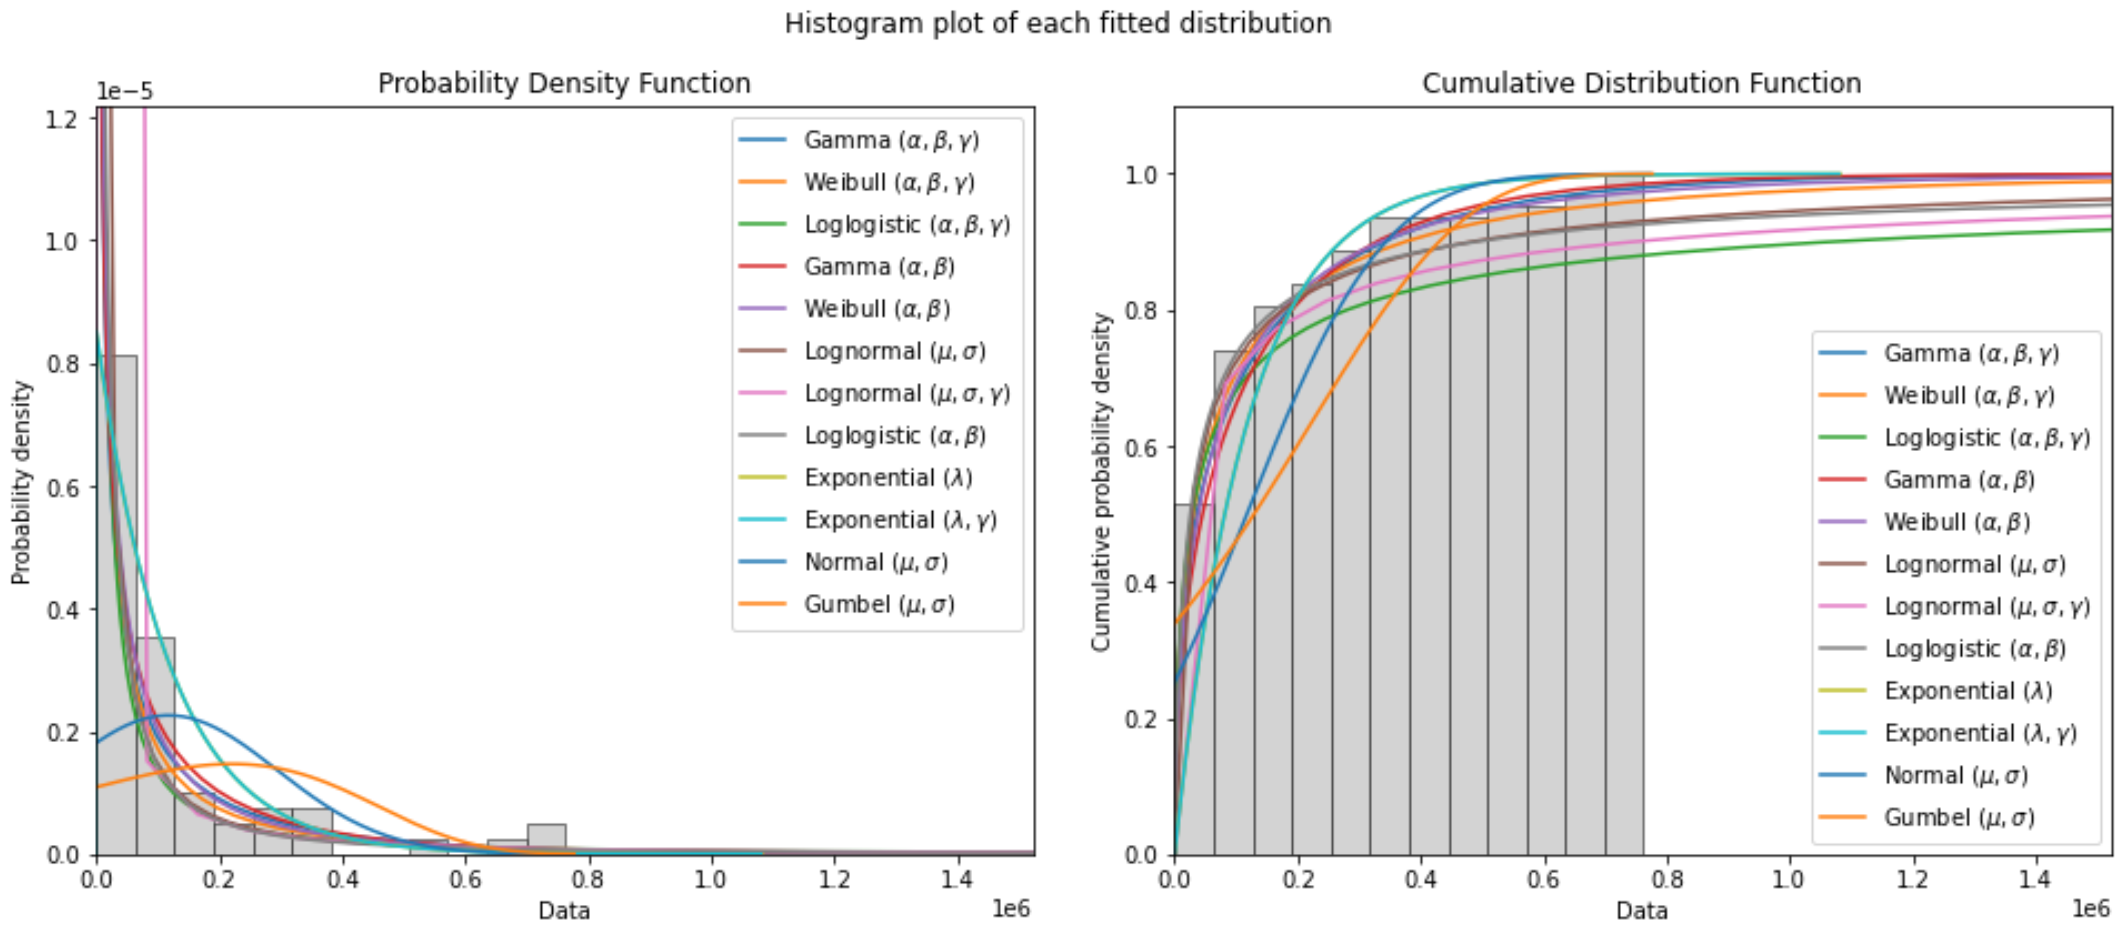 Histogram plot of each fitted distribution
Probability Density Function
1e−5
1.2
1.0
0.8
0.6
0.4
0.2
0.0
Probability density
0.0 0.2 0.4 0.6 0.8 1.0 1.2 1.4
Data
1e6
Gamma (α, β, γ)
Weibull (α, β, γ)
Loglogistic (α, β, γ)
Gamma (α, β)
Weibull (α, β)
Lognormal (μ, σ)
Lognormal (μ, σ, γ)
Loglogistic (α, β)
Exponential (λ)
Exponential (λ, γ)
Normal (μ, σ)
Gumbel (μ, σ)
Cumulative Distribution Function
1.0
0.8
0.6
0.4
0.2
0.0
Cumulative probability density
0.0 0.2 0.4 0.6 0.8 1.0 1.2 1.4
Data
1e6
Gamma (α, β, γ)
Weibull (α, β, γ)
Loglogistic (α, β, γ)
Gamma (α, β)
Weibull (α, β)
Lognormal (μ, σ)
Lognormal (μ, σ, γ)
Loglogistic (α, β)
Exponential (λ)
Exponential (λ, γ)
Normal (μ, σ)
Gumbel (μ, σ)